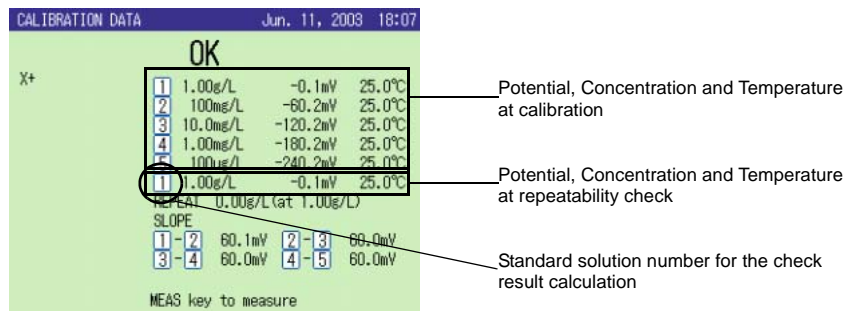 CALIBRATION DATA Jun. 11, 2003 18:07
OK
X+
1 1.00g/L -0.1mV 25.0℃
2 100mg/L -60.2mV 25.0℃
3 10.0mg/L -120.2mV 25.0℃
4 1.00mg/L -180.2mV 25.0℃
5 100μg/L -240.2mV 25.0℃
1 1.00g/L -0.1mV 25.0℃
REPEAT 0.00g/L(at 1.00g/L)
SLOPE
1-2 60.1mV 2-3 60.0mV
3-4 60.0mV 4-5 60.0mV
MEAS key to measure
Potential, Concentration and Temperature
at calibration
Potential, Concentration and Temperature
at repeatability check
Standard solution number for the check
result calculation